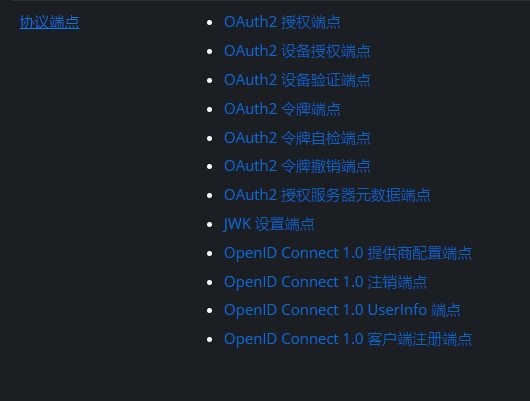 协议端点
OAuth2 授权端点
OAuth2 设备授权端点
OAuth2 设备验证端点
OAuth2 令牌端点
OAuth2 令牌自检端点
OAuth2 令牌撤销端点
OAuth2 授权服务器元数据端点
JWK 设置端点
OpenID Connect 1.0 提供商配置端点
OpenID Connect 1.0 注销端点
OpenID Connect 1.0 UserInfo 端点
OpenID Connect 1.0 客户端注册端点